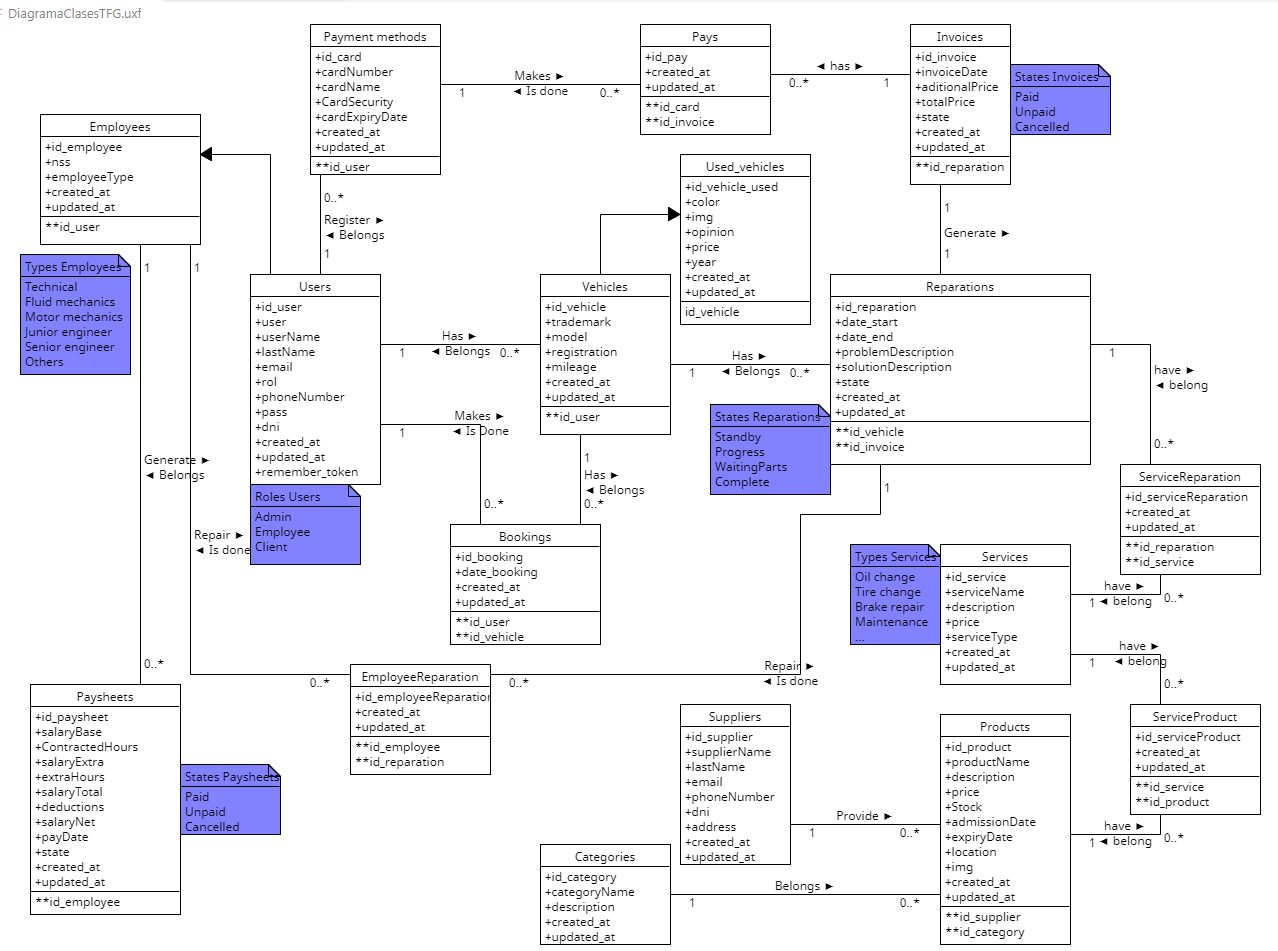 DiagramaClasesTFG.uxf
Payment methods
+id_card
+cardNumber
+cardName
+CardSecurity
+cardExpiryDate
+created_at
+updated_at
**id_user
Makes ►
◄ Is done
1
0..*
Pays
+id_pay
+created_at
+updated_at
**id_card
**id_invoice
◄ has ►
0..*
1
Invoices
+id_invoice
+invoiceDate
+aditionalPrice
+totalPrice
+state
+created_at
+updated_at
**id_reparation
States Invoices
Paid
Unpaid
Cancelled
Employees
+id_employee
+nss
+employeeType
+created_at
+updated_at
**id_user
Types Employees
Technical
Fluid mechanics
Motor mechanics
Junior engineer
Senior engineer
Others
1
1
0..*
Register ►
◄ Belongs
1
Used_vehicles
+id_vehicle_used
+color
+img
+opinion
+price
+year
+created_at
+updated_at
id_vehicle
1
Generate ►
1
Users
+id_user
+user
+userName
+lastName
+email
+rol
+phoneNumber
+pass
+dni
+created_at
+updated_at
+remember_token
Roles Users
Admin
Employee
Client
Has ►
◄ Belongs
1
0..*
Vehicles
+id_vehicle
+trademark
+model
+registration
+mileage
+created_at
+updated_at
**id_user
Has ►
◄ Belongs
1
0..*
Reparations
+id_reparation
+date_start
+date_end
+problemDescription
+solutionDescription
+state
+created_at
+updated_at
**id_vehicle
**id_invoice
States Reparations
Standby
Progress
WaitingParts
Complete
1
have ►
◄ belong
0..*
Makes ►
◄ Is Done
1
0..*
1
Has ►
◄ Belongs
0..*
Generate ►
◄ Belongs
0..*
Repair ►
◄ Is done
0..*
Bookings
+id_booking
+date_booking
+created_at
+updated_at
**id_user
**id_vehicle
1
ServiceReparation
+id_serviceReparation
+created_at
+updated_at
**id_reparation
**id_service
Types Services
Oil change
Tire change
Brake repair
Maintenance
...
Services
+id_service
+serviceName
+description
+price
+serviceType
+created_at
+updated_at
have ►
1 ◄ belong
0..*
have ►
1
◄ belong
0..*
Repair ►
◄ Is done
0..*
EmployeeReparation
+id_employeeReparation
+created_at
+updated_at
**id_employee
**id_reparation
Paysheets
+id_paysheet
+salaryBase
+ContractedHours
+salaryExtra
+extraHours
+salaryTotal
+deductions
+salaryNet
+payDate
+state
+created_at
+updated_at
**id_employee
States Paysheets
Paid
Unpaid
Cancelled
Suppliers
+id_supplier
+supplierName
+lastName
+email
+phoneNumber
+dni
+address
+created_at
+updated_at
Provide ►
1
0..*
Products
+id_product
+productName
+description
+price
+Stock
+admissionDate
+expiryDate
+location
+img
+created_at
+updated_at
**id_supplier
**id_category
ServiceProduct
+id_serviceProduct
+created_at
+updated_at
**id_service
**id_product
have ►
1 ◄ belong
0..*
Categories
+id_category
+categoryName
+description
+created_at
+updated_at
Belongs ►
1
0..*